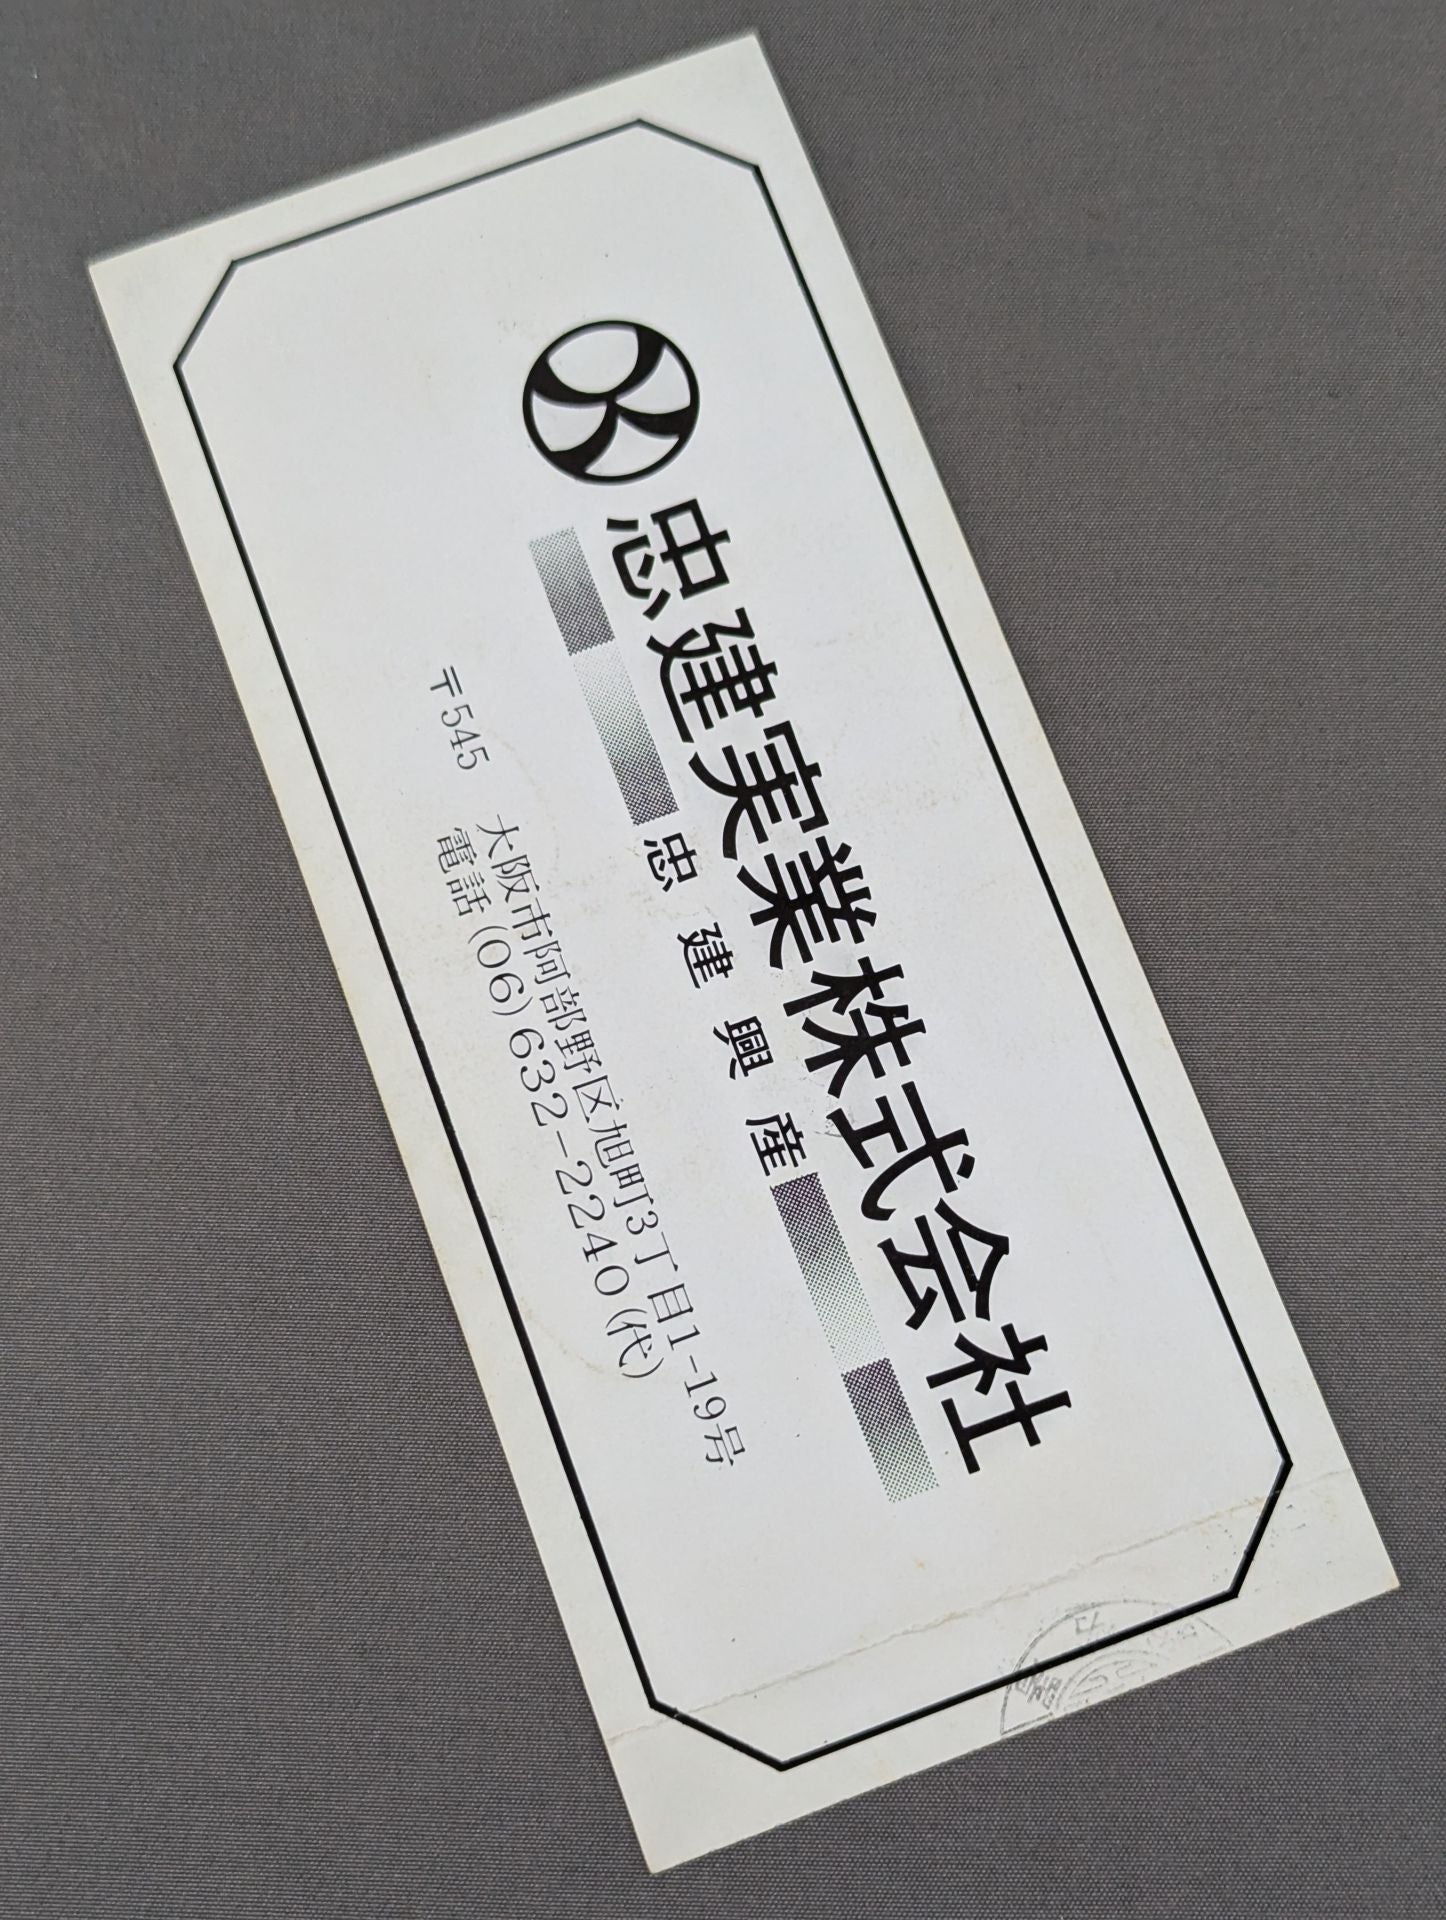 忠建実業株式会社
忠建興産
〒545 大阪市阿部野区旭町3丁目1-19号
電話(06)632-2240(代)